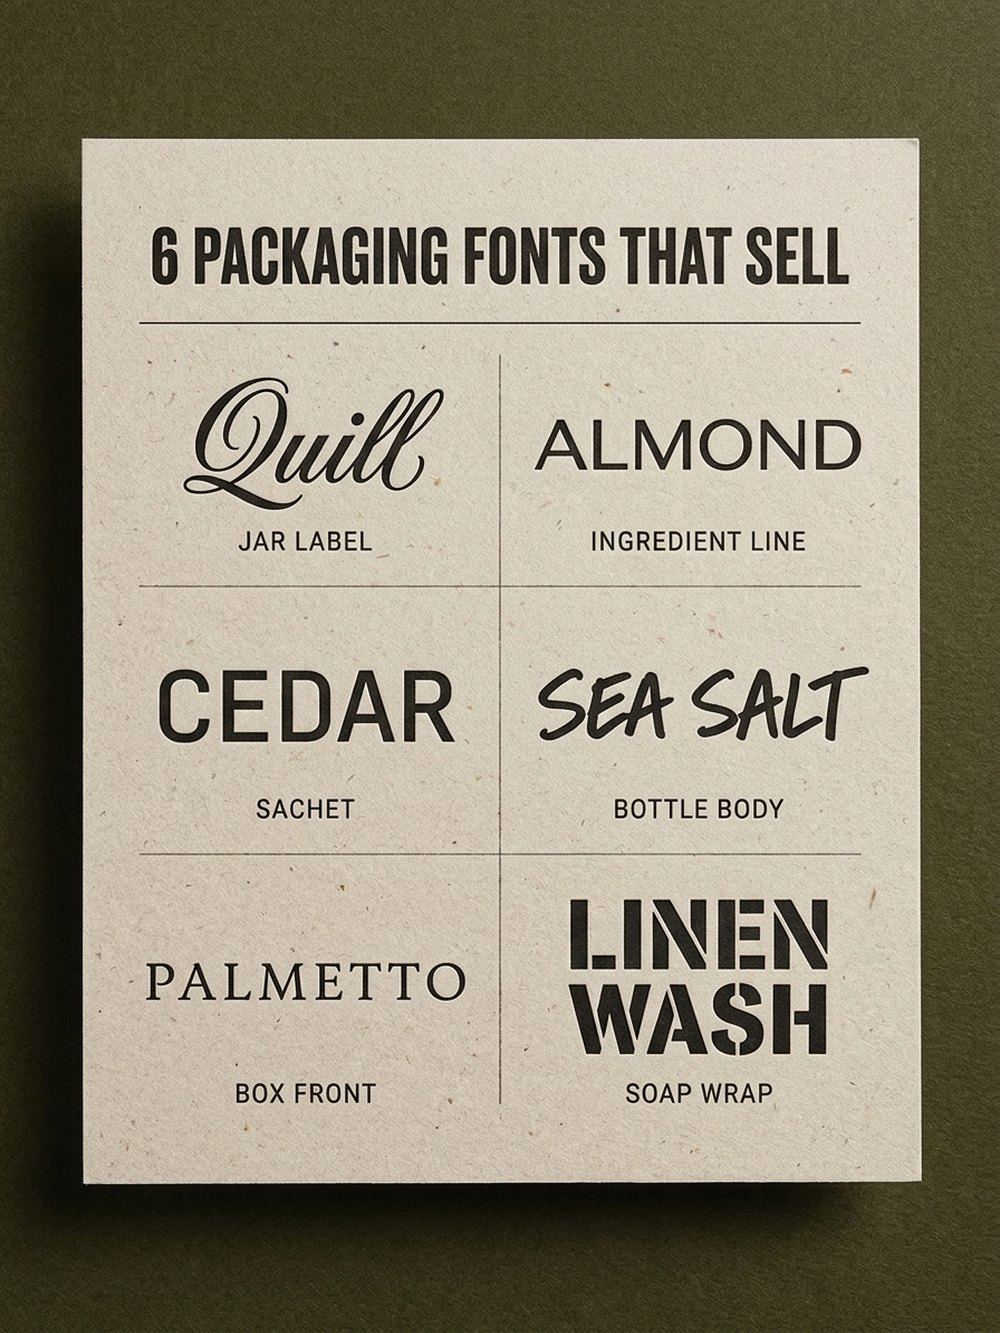 6 PACKAGING FONTS THAT SELL
Quill
JAR LABEL
ALMOND
INGREDIENT LINE
CEDAR
SACHET
SEA SALT
BOTTLE BODY
PALMETTO
BOX FRONT
LINEN
WASH
SOAP WRAP